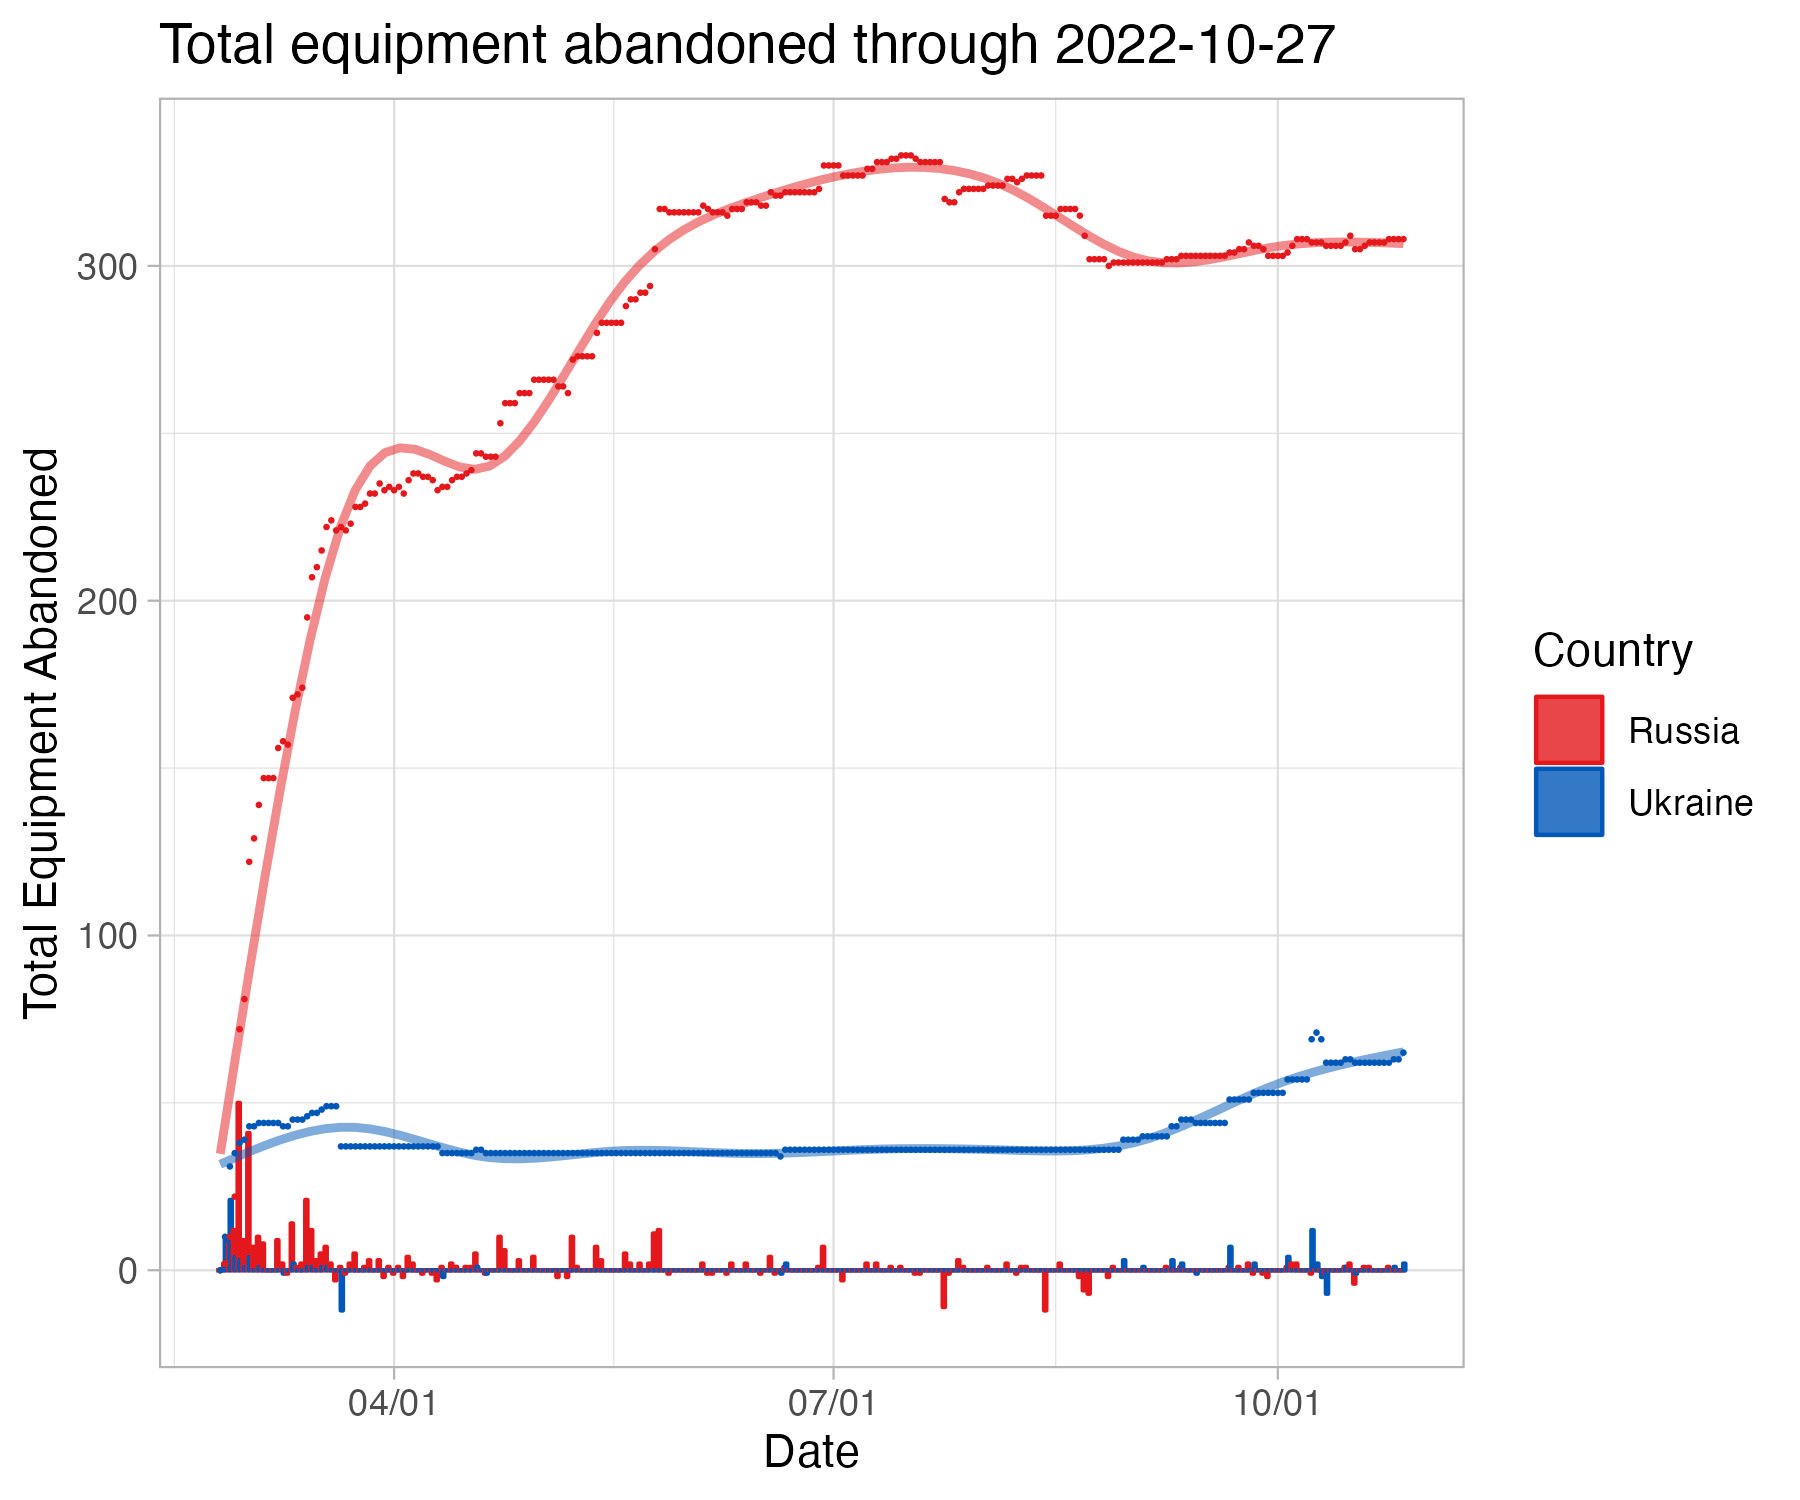 Total equipment abandoned through 2022-10-27
Total Equipment Abandoned
300
200
100
0
04/01
07/01
10/01
Date
Country
Russia
Ukraine